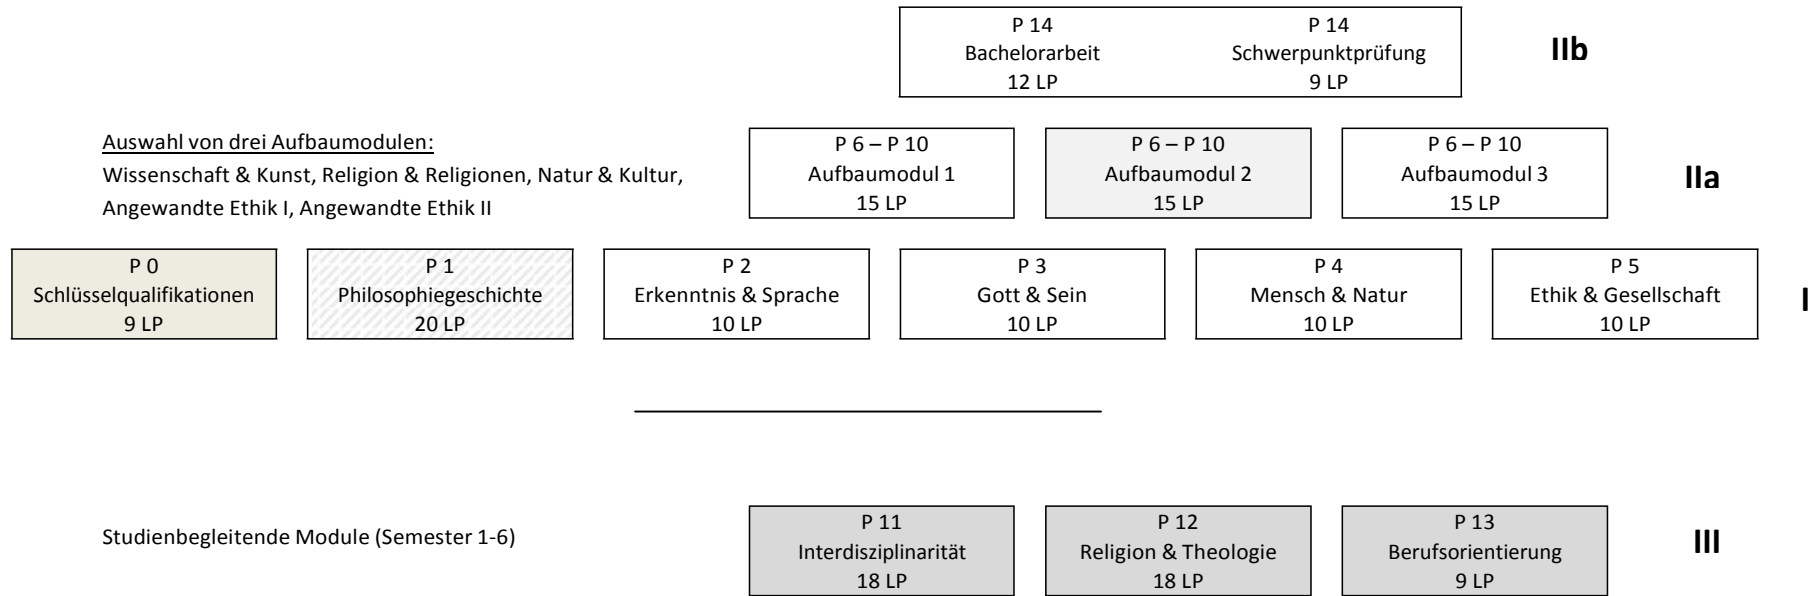 P 14
Bachelorarbeit
12 LP
P 14
Schwerpunktprüfung
9 LP
IIb
Auswahl von drei Aufbaumodulen:
Wissenschaft & Kunst, Religion & Religionen, Natur & Kultur,
Angewandte Ethik I, Angewandte Ethik II
P 6 – P 10
Aufbaumodul 1
15 LP
P 6 – P 10
Aufbaumodul 2
15 LP
P 6 – P 10
Aufbaumodul 3
15 LP
IIa
P 0
Schlüsselqualifikationen
9 LP
P 1
Philosophiegeschichte
20 LP
P 2
Erkenntnis & Sprache
10 LP
P 3
Gott & Sein
10 LP
P 4
Mensch & Natur
10 LP
P 5
Ethik & Gesellschaft
10 LP
I
Studienbegleitende Module (Semester 1-6)
P 11
Interdisziplinarität
18 LP
P 12
Religion & Theologie
18 LP
P 13
Berufsorientierung
9 LP
III